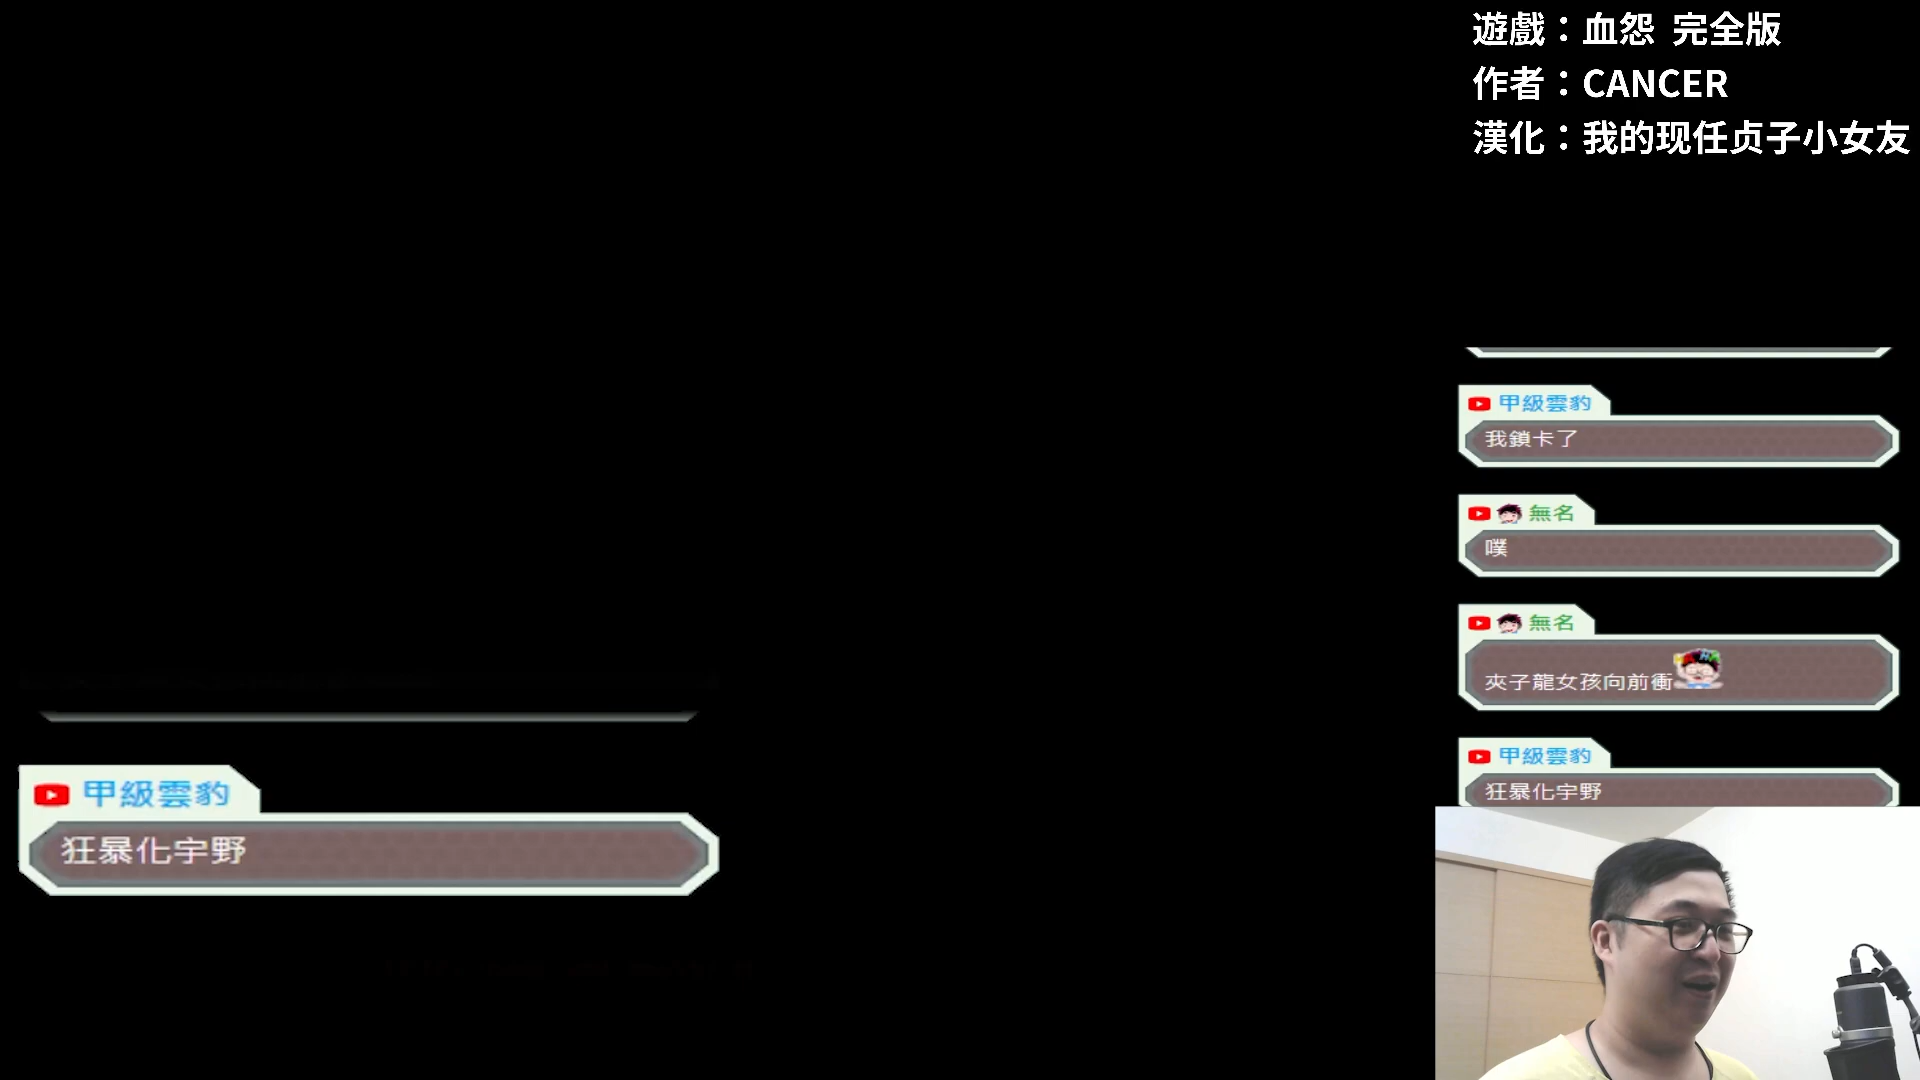 遊戲：血怨 完全版
作者：CANCER
漢化：我的现任贞子小女友
甲級雲豹
我鎖卡了
無名
噗
無名
夾子龍女孩向前衝
甲級雲豹
狂暴化宇野
甲級雲豹
狂暴化宇野